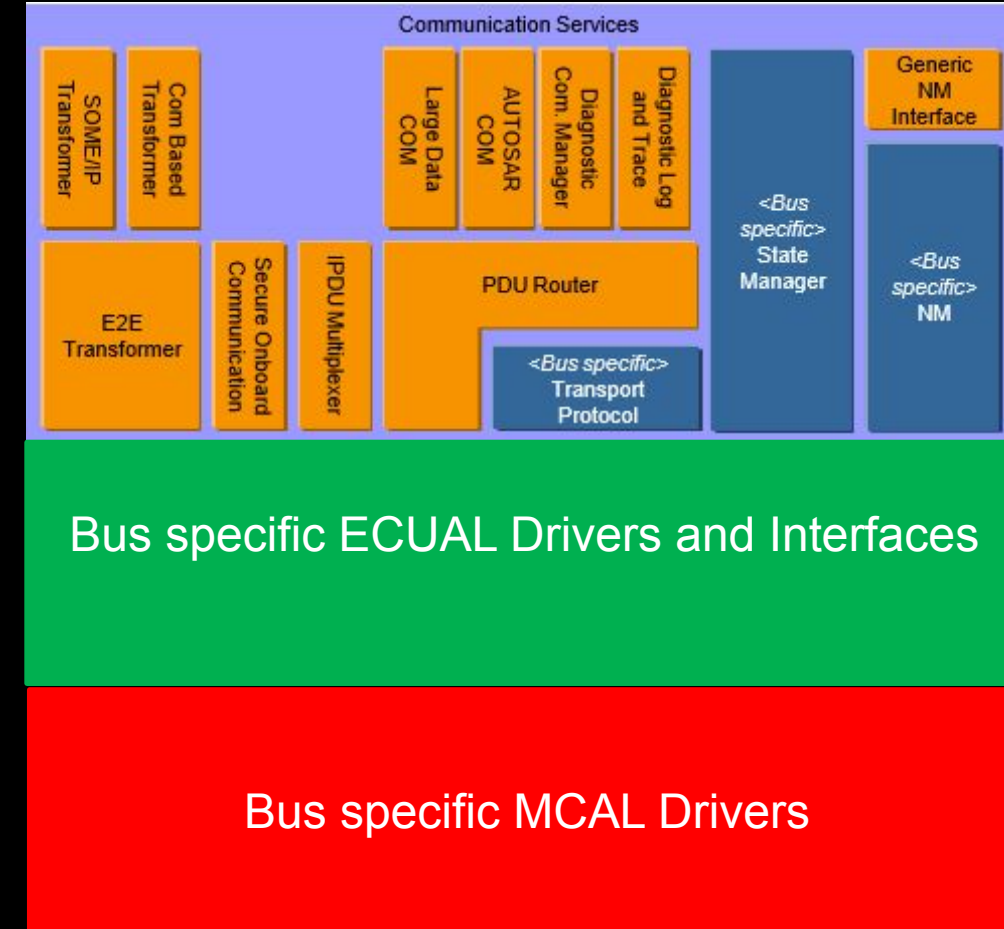 Communication Services
SOME/IP
Transformer
Com Based
Transformer
Large Data
COM
AUTOSAR
COM
Diagnostic
Com. Manager
Diagnostic Log
and Trace
<Bus
specific>
State
Manager
Generic
NM
Interface
<Bus
specific>
NM
E2E
Transformer
Secure Onboard
Communication
IPDU Multiplexer
PDU Router
<Bus specific>
Transport
Protocol
Bus specific ECUAL Drivers and Interfaces
Bus specific MCAL Drivers